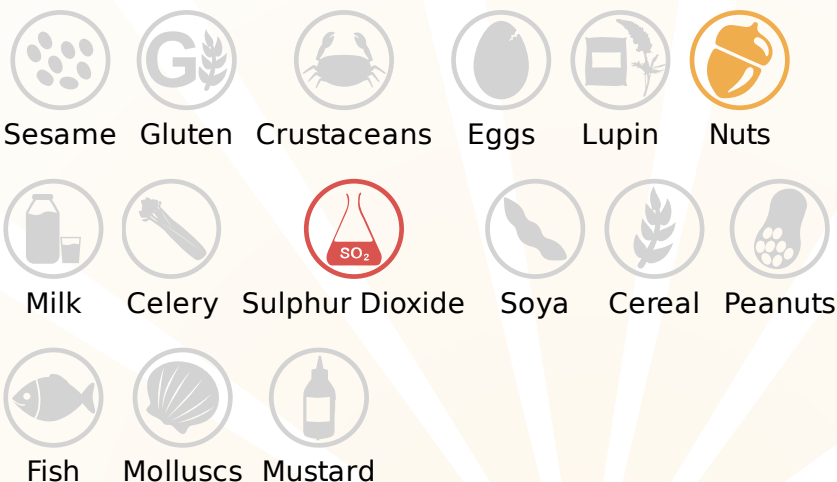 G
Sesame Gluten Crustaceans Eggs Lupin Nuts
SO₂
Milk Celery Sulphur Dioxide Soya Cereal Peanuts
Fish Molluscs Mustard